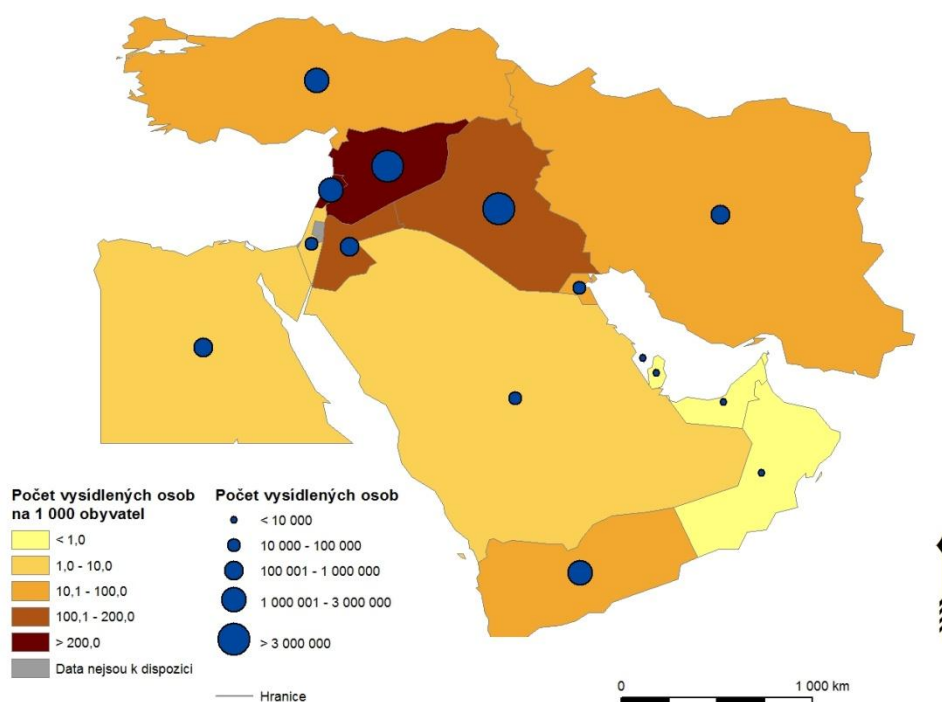 Počet vysídlených osob
na 1 000 obyvatel
< 1,0
1,0 - 10,0
10,1 - 100,0
100,1 - 200,0
> 200,0
Data nejsou k dispozici
Počet vysídlených osob
< 10 000
10 000 - 100 000
100 001 - 1 000 000
1 000 001 - 3 000 000
> 3 000 000
Hranice
0 1 000 km